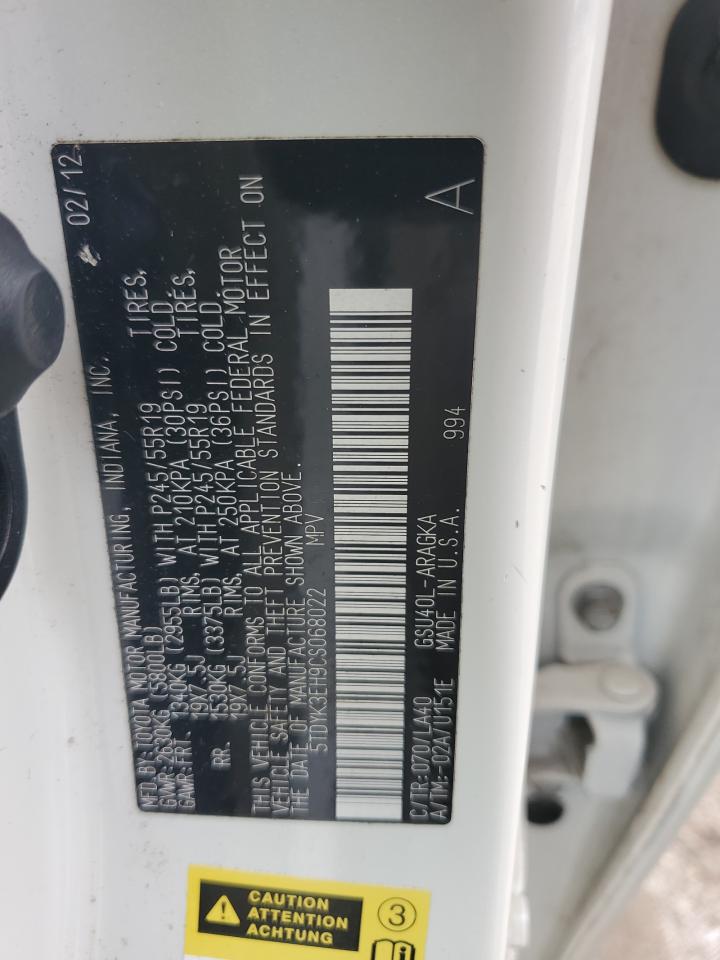 MFD BY:TOYOTA MOTOR MANUFACTURING, INDIANA, INC. 02/12
GVWR:2630KG (5800LB)
GAWR:FRT. 1340KG (2955LB) WITH P245/55R19 TIRES,
19X7.5J RIMS, AT 210KPA (30PSI) COLD
RR. 1530KG (3375LB) WITH P245/55R19 TIRES,
19X7.5J RIMS, AT 250KPA (36PSI) COLD
THIS VEHICLE CONFORMS TO ALL APPLICABLE FEDERAL MOTOR
VEHICLE SAFETY AND THEFT PREVENTION STANDARDS IN EFFECT ON
THE DATE OF MANUFACTURE SHOWN ABOVE.
5TDYK3EH9CS068022 MPV
C/TR:070/LA40 GSU40L-ARAGKA 994 A
A/TM:-02A/U151E MADE IN U.S.A.
CAUTION
ATTENTION
ACHTUNG
3